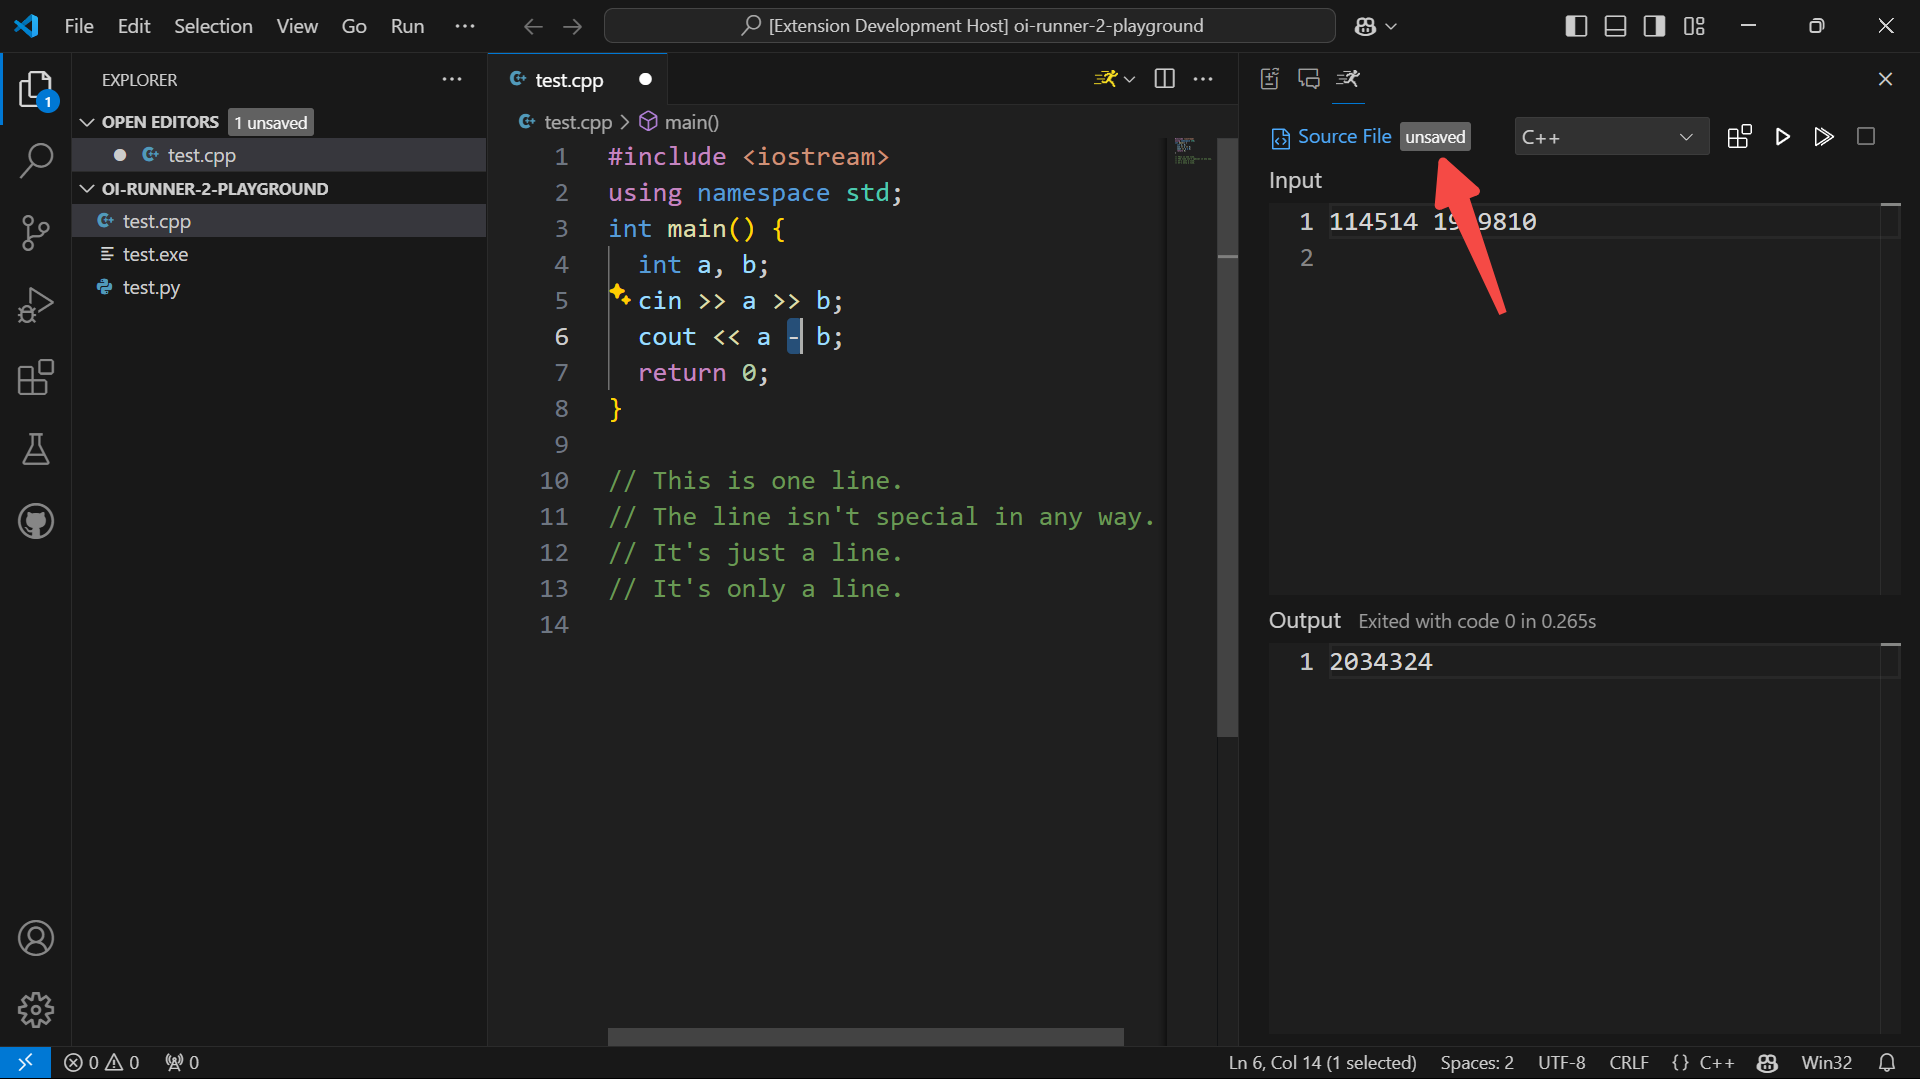 File Edit Selection View Go Run ···
[Extension Development Host] oi-runner-2-playground
EXPLORER
1
OPEN EDITORS 1 unsaved
test.cpp
OI-RUNNER-2-PLAYGROUND
test.cpp
test.exe
test.py
test.cpp
test.cpp > main()
1 #include <iostream>
2 using namespace std;
3 int main() {
4 int a, b;
5 cin >> a >> b;
6 cout << a - b;
7 return 0;
8 }
9
10 // This is one line.
11 // The line isn't special in any way.
12 // It's just a line.
13 // It's only a line.
14
Source File unsaved C++
Input
1 114514 19 9810
2
Output Exited with code 0 in 0.265s
1 2034324
0 0 0
Ln 6, Col 14 (1 selected) Spaces: 2 UTF-8 CRLF {} C++ Win32